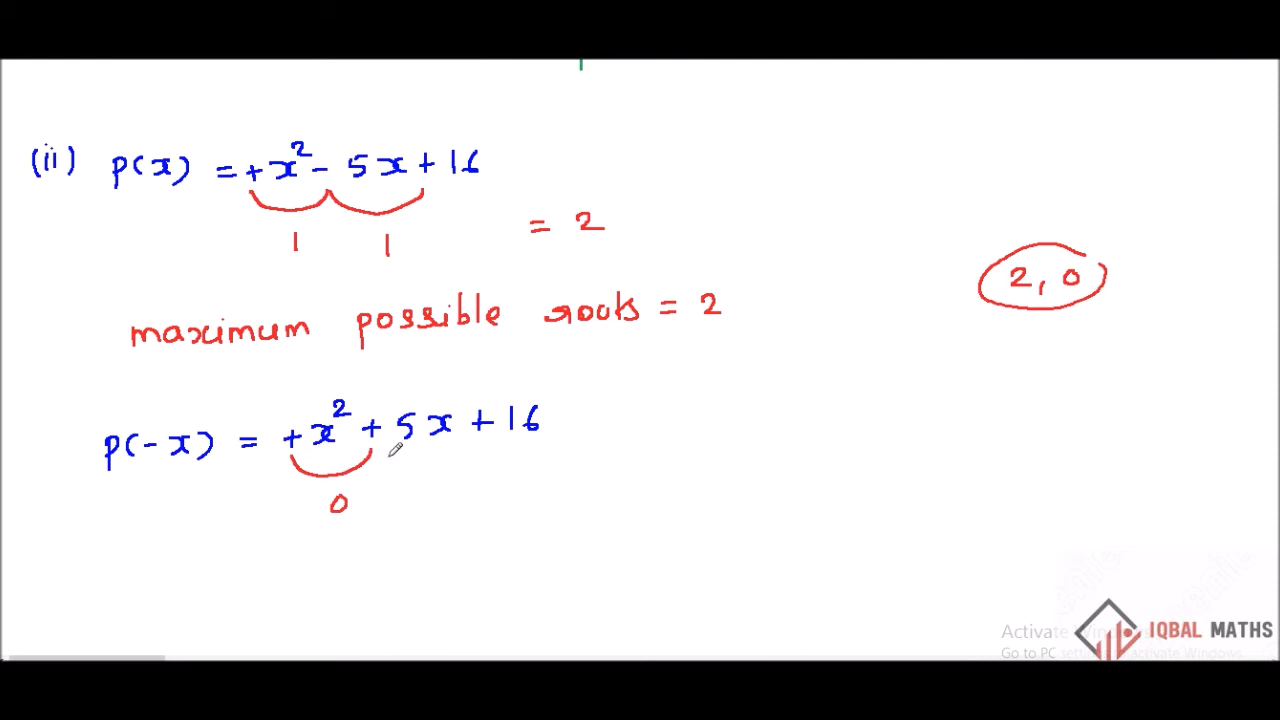 (ii) P(x) = +x² - 5x + 16
1 1 = 2
2, 0
maximum possible roots = 2
P(-x) = +x² + 5x + 16
0
IQBAL MATHS